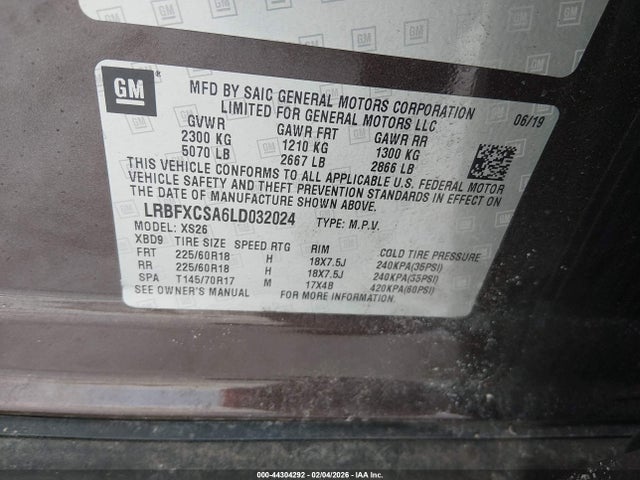 GM®
MFD BY SAIC GENERAL MOTORS CORPORATION
LIMITED FOR GENERAL MOTORS LLC
06/19
GVWR GAWR FRT GAWR RR
2300 KG 1210 KG 1300 KG
5070 LB 2667 LB 2866 LB
THIS VEHICLE CONFORMS TO ALL APPLICABLE U.S. FEDERAL MOTOR
VEHICLE SAFETY AND THEFT PREVENTION STANDARDS IN EFFECT ON
THE DATE OF MANUFACTURE SHOWN ABOVE.
LRBFXCSA6LD032024 TYPE: M.P.V.
MODEL: XS26
XBD9 TIRE SIZE SPEED RTG RIM COLD TIRE PRESSURE
FRT 225/60R18 H 18X7.5J 240KPA(35PSI)
RR 225/60R18 H 18X7.5J 240KPA(35PSI)
SPA T145/70R17 M 17X4B 420KPA(60PSI)
SEE OWNER'S MANUAL FOR MORE INFORMATION.
000-44304292 - 02/04/2026 - IAA Inc.